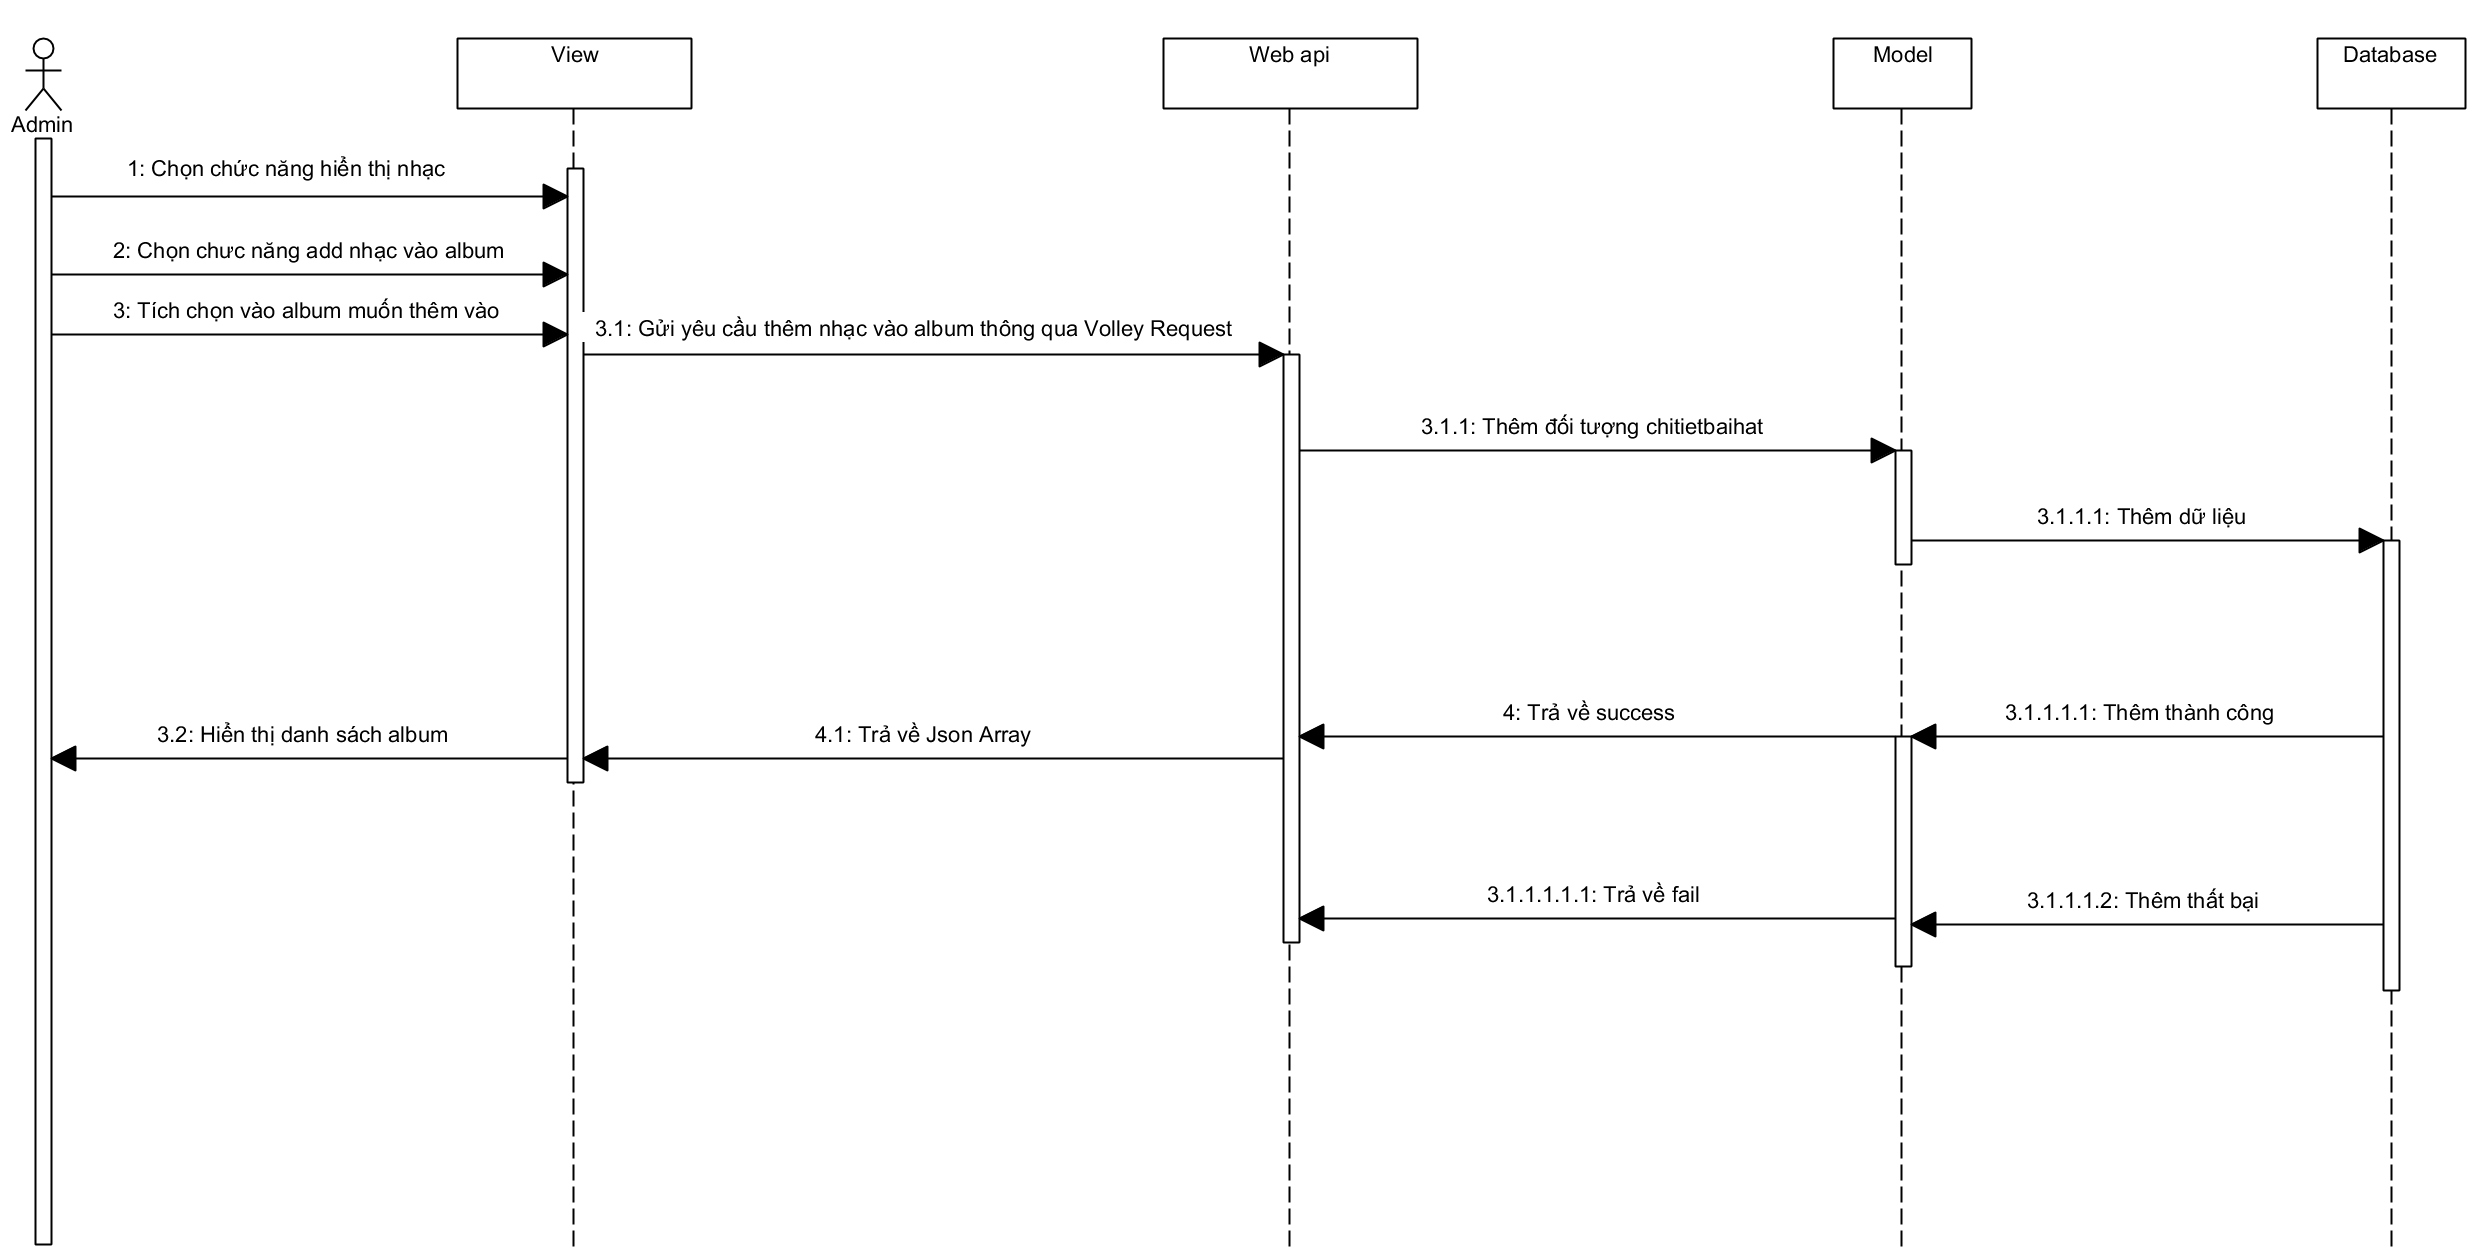 View
Web api
Model
Database
Admin
1: Chọn chức năng hiển thị nhạc
2: Chọn chưc năng add nhạc vào album
3: Tích chọn vào album muốn thêm vào
3.1: Gửi yêu cầu thêm nhạc vào album thông qua Volley Request
3.1.1: Thêm đối tượng chitietbaihat
3.1.1.1: Thêm dữ liệu
4: Trả về success
3.1.1.1.1: Thêm thành công
3.2: Hiển thị danh sách album
4.1: Trả về Json Array
3.1.1.1.1.1: Trả về fail
3.1.1.1.2: Thêm thất bại